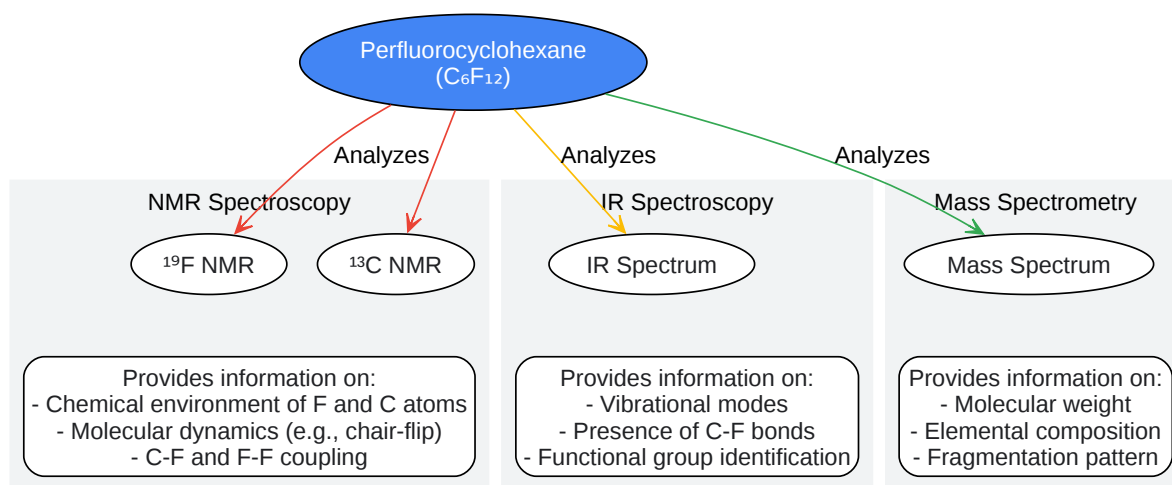 Perfluorocyclohexane
(C₆F₁₂)
Analyzes
Analyzes
Analyzes
NMR Spectroscopy
IR Spectroscopy
Mass Spectrometry
¹⁹F NMR
¹³C NMR
IR Spectrum
Mass Spectrum
Provides information on:
- Chemical environment of F and C atoms
- Molecular dynamics (e.g., chair-flip)
- C-F and F-F coupling
Provides information on:
- Vibrational modes
- Presence of C-F bonds
- Functional group identification
Provides information on:
- Molecular weight
- Elemental composition
- Fragmentation pattern